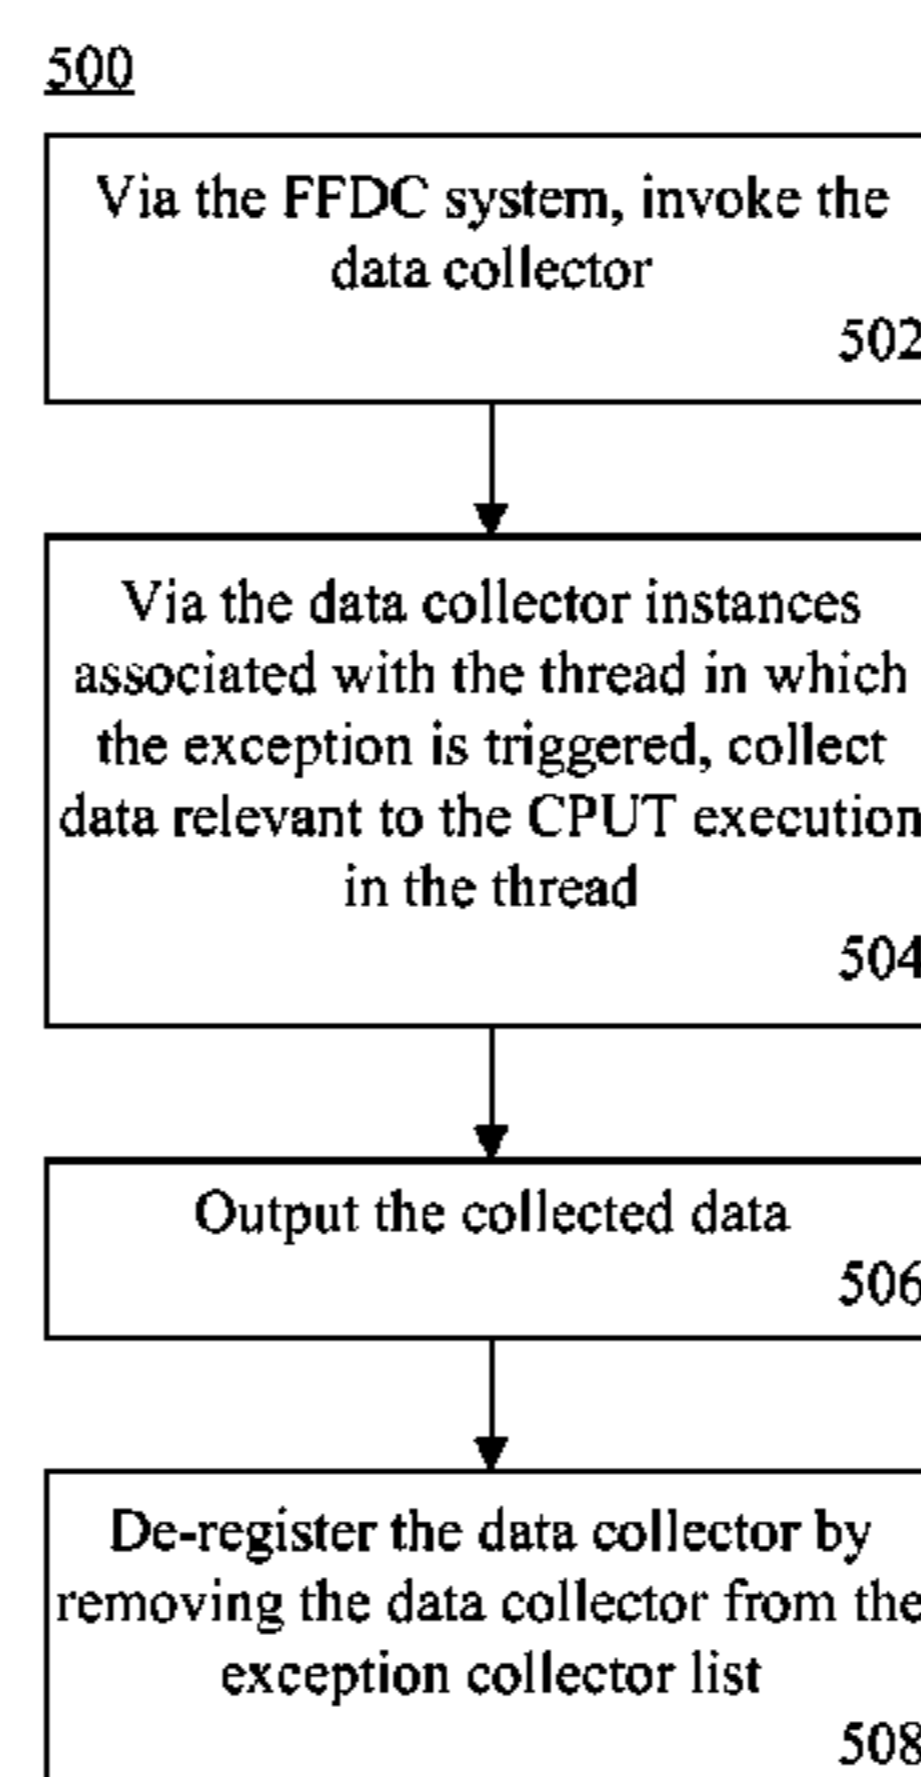 500
Via the FFDC system, invoke the
data collector
502
Via the data collector instances
associated with the thread in which
the exception is triggered, collect
data relevant to the CPUT execution
in the thread
504
Output the collected data
506
De-register the data collector by
removing the data collector from the
exception collector list
508